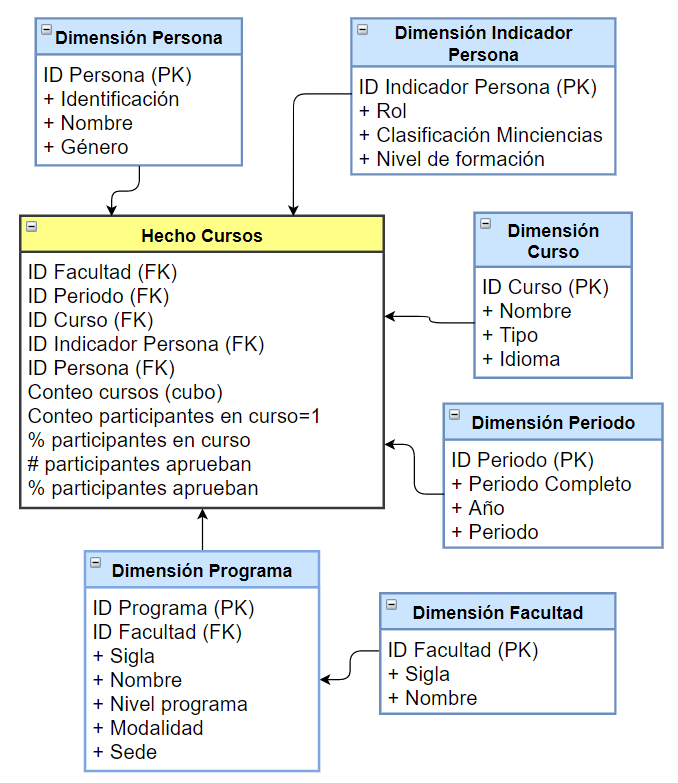 Dimensión Persona
ID Persona (PK)
+ Identificación
+ Nombre
+ Género
Dimensión Indicador
Persona
ID Indicador Persona (PK)
+ Rol
+ Clasificación Minciencias
+ Nivel de formación
Hecho Cursos
ID Facultad (FK)
ID Periodo (FK)
ID Curso (FK)
ID Indicador Persona (FK)
ID Persona (FK)
Conteo cursos (cubo)
Conteo participantes en curso=1
% participantes en curso
# participantes aprueban
% participantes aprueban
Dimensión
Curso
ID Curso (PK)
+ Nombre
+ Tipo
+ Idioma
Dimensión Periodo
ID Periodo (PK)
+ Periodo Completo
+ Año
+ Periodo
Dimensión Programa
ID Programa (PK)
ID Facultad (FK)
+ Sigla
+ Nombre
+ Nivel programa
+ Modalidad
+ Sede
Dimensión Facultad
ID Facultad (PK)
+ Sigla
+ Nombre